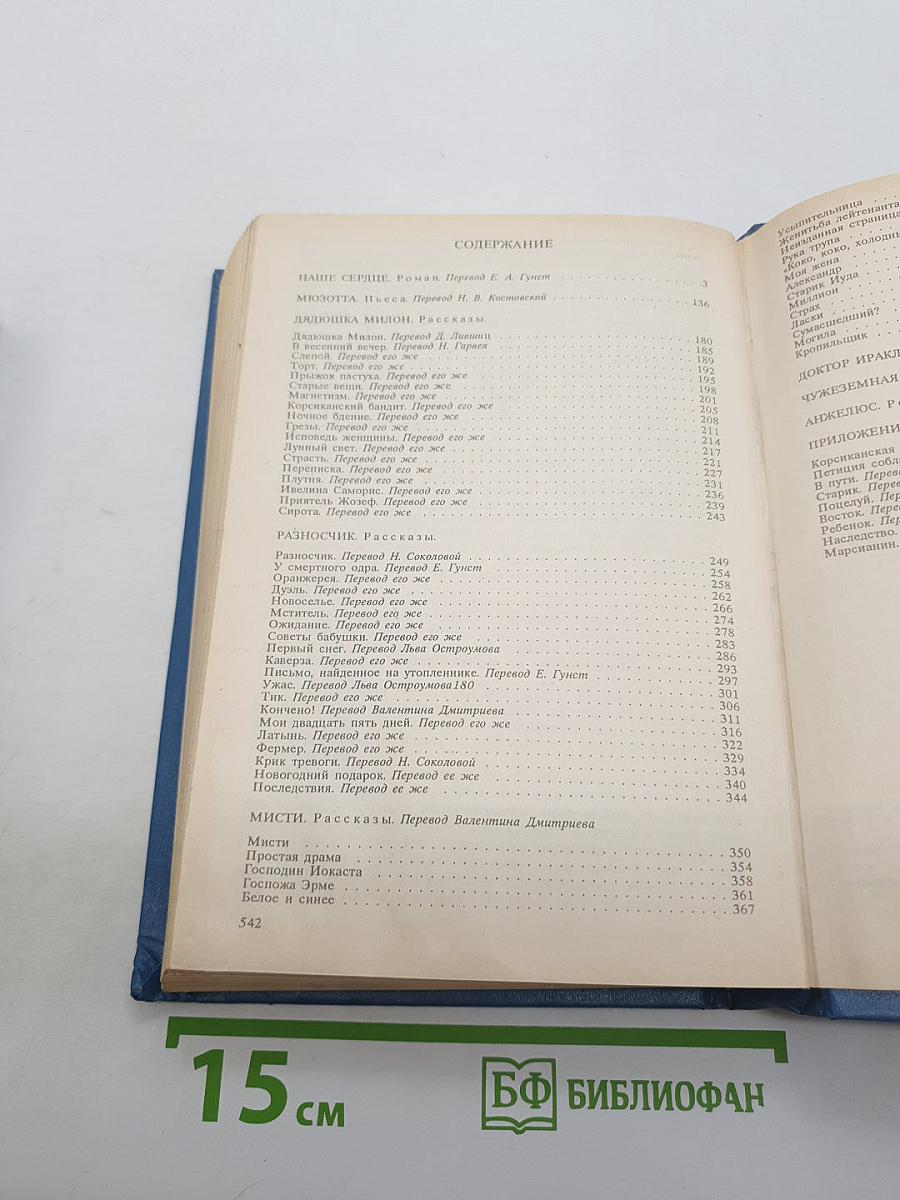 СОДЕРЖАНИЕ
НАШЕ СЕРДЦЕ. Роман. Перевод Е. А. Гунст . . . . . . . . . . . 3
МЮЗОТТА. Пьеса. Перевод Н. В. Костовской . . . . . . . . . . . 136
ДЯДЮШКА МИЛОН. Рассказы.
Дядюшка Милон. Перевод Д. Лившиц . . . . . . . . . . . 180
В весенний вечер. Перевод Н. Гарвея . . . . . . . . . . . 185
Слепой. Перевод его же . . . . . . . . . . . 189
Торт. Перевод его же . . . . . . . . . . . 192
Прыжок пастуха. Перевод его же . . . . . . . . . . . 195
Старые вещи. Перевод его же . . . . . . . . . . . 198
Магнетизм. Перевод его же . . . . . . . . . . . 201
Корсиканский бандит. Перевод его же . . . . . . . . . . . 205
Ночное бдение. Перевод его же . . . . . . . . . . . 208
Грезы. Перевод его же . . . . . . . . . . . 211
Исповедь женщины. Перевод его же . . . . . . . . . . . 214
Лунный свет. Перевод его же . . . . . . . . . . . 217
Страсть. Перевод его же . . . . . . . . . . . 221
Переписка. Перевод его же . . . . . . . . . . . 227
Плутня. Перевод его же . . . . . . . . . . . 231
Ивелина Саморис. Перевод его же . . . . . . . . . . . 236
Приятель Жозеф. Перевод его же . . . . . . . . . . . 239
Сирота. Перевод его же . . . . . . . . . . . 243
РАЗНОСЧИК. Рассказы.
Разносчик. Перевод Н. Соколовой . . . . . . . . . . . 249
У смертного одра. Перевод Е. Гунст . . . . . . . . . . . 254
Оранжерея. Перевод его же . . . . . . . . . . . 258
Дуэль. Перевод его же . . . . . . . . . . . 262
Новоселье. Перевод его же . . . . . . . . . . . 266
Мститель. Перевод его же . . . . . . . . . . . 274
Ожидание. Перевод его же . . . . . . . . . . . 278
Советы бабушки. Перевод его же . . . . . . . . . . . 283
Первый снег. Перевод Льва Остроумова . . . . . . . . . . . 286
Каверза. Перевод его же . . . . . . . . . . . 293
Письмо, найденное на утопленнике. Перевод Е. Гунст . . . . . . . . . . . 297
Ужас. Перевод Льва Остроумова180 . . . . . . . . . . . 301
Тик. Перевод его же . . . . . . . . . . . 306
Кончено! Перевод Валентина Дмитриева . . . . . . . . . . . 311
Мои двадцать пять дней. Перевод его же . . . . . . . . . . . 316
Латынь. Перевод его же . . . . . . . . . . . 322
Фермер. Перевод его же . . . . . . . . . . . 329
Крик тревоги. Перевод Н. Соколовой . . . . . . . . . . . 334
Новогодний подарок. Перевод ее же . . . . . . . . . . . 340
Последствия. Перевод ее же . . . . . . . . . . . 344
МИСТИ. Рассказы. Перевод Валентина Дмитриева
Мисти . . . . . . . . . . . 350
Простая драма . . . . . . . . . . . 354
Господин Иокаста . . . . . . . . . . . 358
Госпожа Эрме . . . . . . . . . . . 361
Белое и синее . . . . . . . . . . . 367
542
Усыпительница . . .
Женитьба лейтенанта
Неизданная страница
Рука трупа . . .
«Коко, коко, холодны
Моя жена . . .
Александр . . .
Старик Иуда . . .
Миллион . . .
Страх . . .
Ласки . . .
Сумасшедший? . . .
Могила . . .
Кропильщик . . .
ДОКТОР ИРАКЛ
ЧУЖЕЗЕМНАЯ
АНЖЕЛЮС. Р
ПРИЛОЖЕНИ
Корсиканская
Петиция собл
В пути. Перев
Старик. Перев
Поцелуй. Пер
Восток. Пере
Ребенок. Пер
Наследство.
Марсианин.
15 см
БФ БИБЛИОФАН